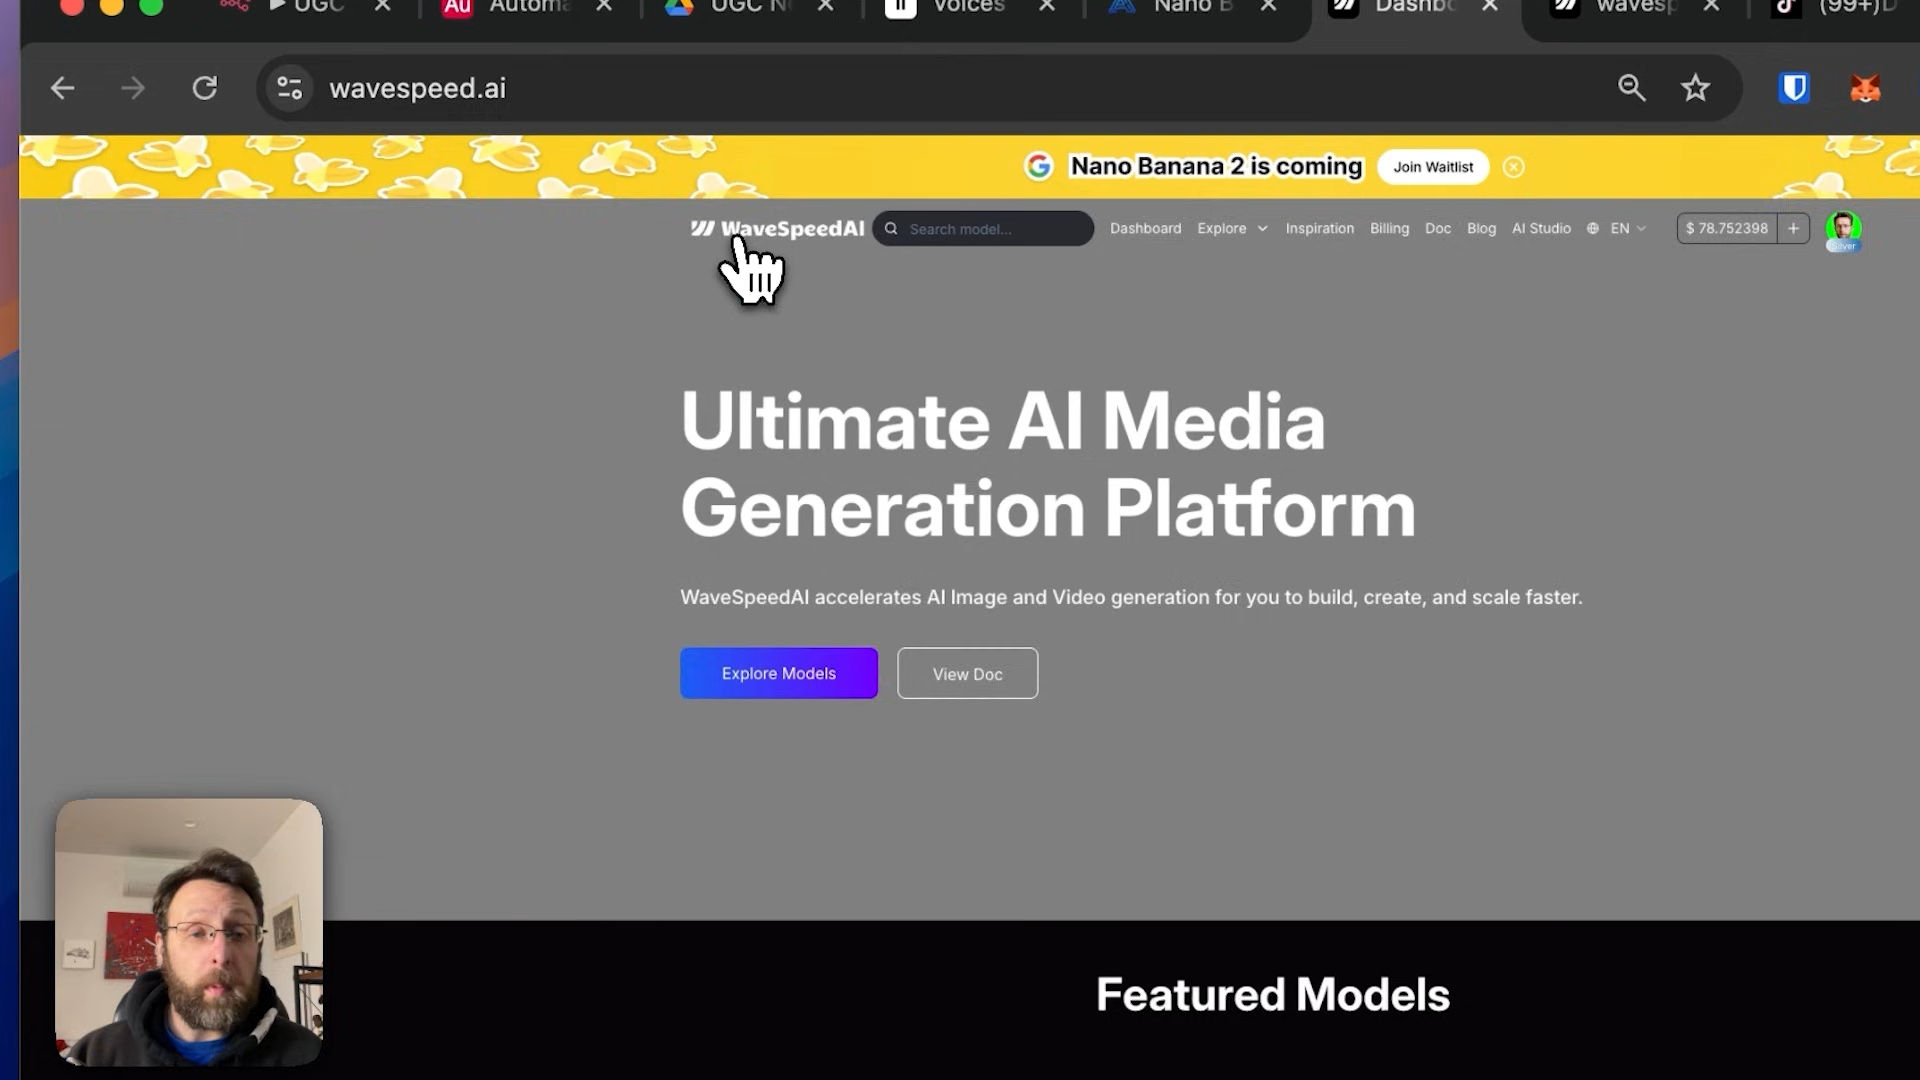 UGC
Au Automa
UGC N
Voices
Nano B
Dashbo
wavesp
(99+)
wavespeed.ai
Nano Banana 2 is coming
Join Waitlist
WaveSpeedAI
Search model...
Dashboard
Explore
Inspiration
Billing
Doc
Blog
AI Studio
EN
$ 78.752398
+
Silver
Ultimate AI Media
Generation Platform
WaveSpeedAI accelerates AI Image and Video generation for you to build, create, and scale faster.
Explore Models
View Doc
Featured Models